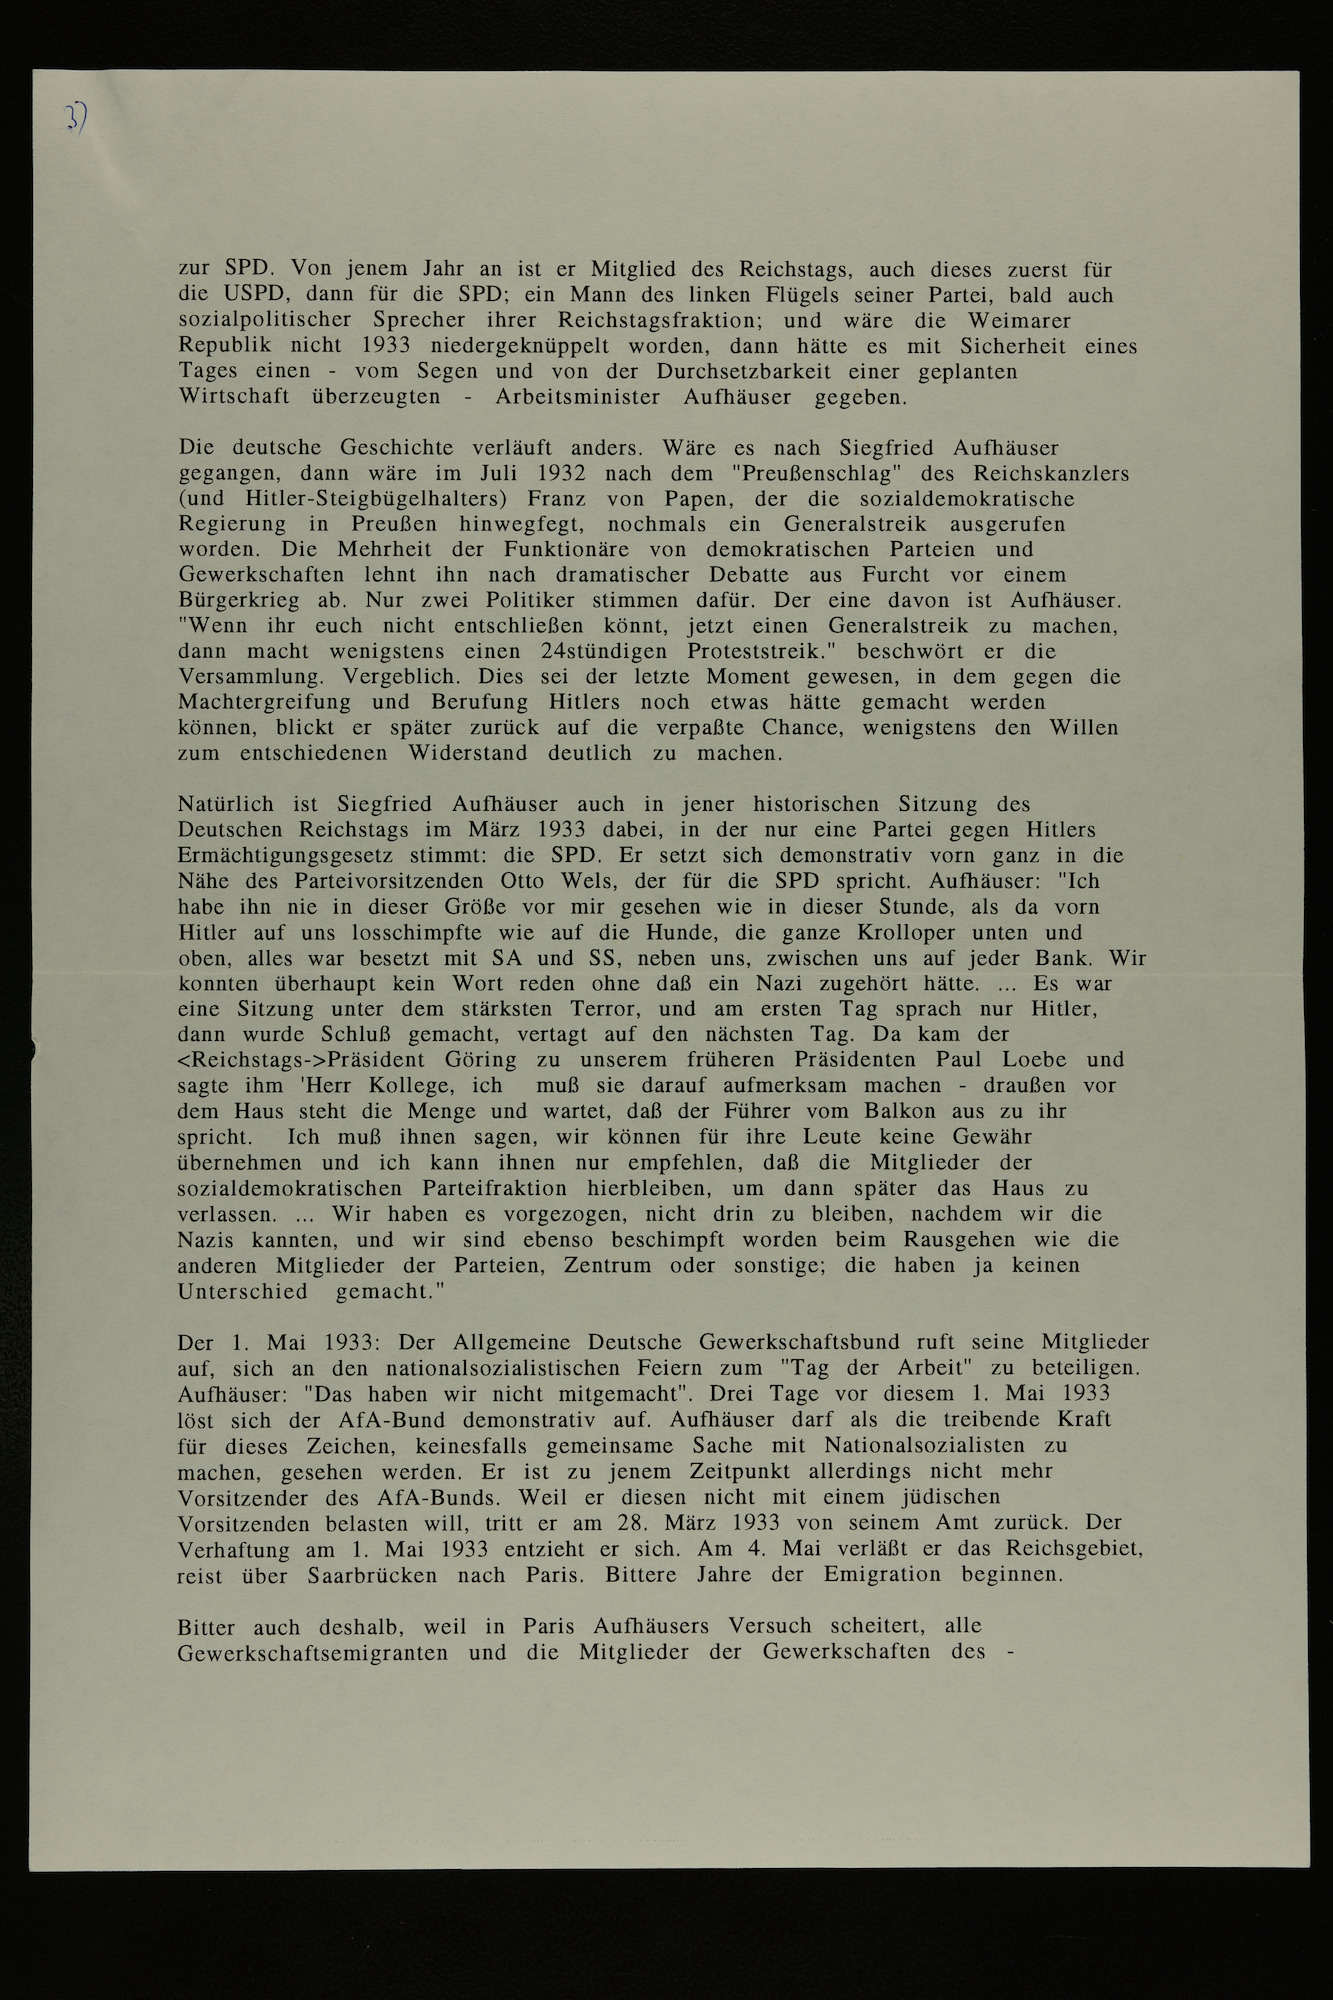 3)
zur SPD. Von jenem Jahr an ist er Mitglied des Reichstags, auch dieses zuerst für
die USPD, dann für die SPD; ein Mann des linken Flügels seiner Partei, bald auch
sozialpolitischer Sprecher ihrer Reichstagsfraktion; und wäre die Weimarer
Republik nicht 1933 niedergeknüppelt worden, dann hätte es mit Sicherheit eines
Tages einen - vom Segen und von der Durchsetzbarkeit einer geplanten
Wirtschaft überzeugten - Arbeitsminister Aufhäuser gegeben.
Die deutsche Geschichte verläuft anders. Wäre es nach Siegfried Aufhäuser
gegangen, dann wäre im Juli 1932 nach dem "Preußenschlag" des Reichskanzlers
(und Hitler-Steigbügelhalters) Franz von Papen, der die sozialdemokratische
Regierung in Preußen hinwegfegt, nochmals ein Generalstreik ausgerufen
worden. Die Mehrheit der Funktionäre von demokratischen Parteien und
Gewerkschaften lehnt ihn nach dramatischer Debatte aus Furcht vor einem
Bürgerkrieg ab. Nur zwei Politiker stimmen dafür. Der eine davon ist Aufhäuser.
"Wenn ihr euch nicht entschließen könnt, jetzt einen Generalstreik zu machen,
dann macht wenigstens einen 24stündigen Proteststreik." beschwört er die
Versammlung. Vergeblich. Dies sei der letzte Moment gewesen, in dem gegen die
Machtergreifung und Berufung Hitlers noch etwas hätte gemacht werden
können, blickt er später zurück auf die verpaßte Chance, wenigstens den Willen
zum entschiedenen Widerstand deutlich zu machen.
Natürlich ist Siegfried Aufhäuser auch in jener historischen Sitzung des
Deutschen Reichstags im März 1933 dabei, in der nur eine Partei gegen Hitlers
Ermächtigungsgesetz stimmt: die SPD. Er setzt sich demonstrativ vorn ganz in die
Nähe des Parteivorsitzenden Otto Wels, der für die SPD spricht. Aufhäuser: "Ich
habe ihn nie in dieser Größe vor mir gesehen wie in dieser Stunde, als da vorn
Hitler auf uns losschimpfte wie auf die Hunde, die ganze Krolloper unten und
oben, alles war besetzt mit SA und SS, neben uns, zwischen uns auf jeder Bank. Wir
konnten überhaupt kein Wort reden ohne daß ein Nazi zugehört hätte. ... Es war
eine Sitzung unter dem stärksten Terror, und am ersten Tag sprach nur Hitler,
dann wurde Schluß gemacht, vertagt auf den nächsten Tag. Da kam der
<Reichstags->Präsident Göring zu unserem früheren Präsidenten Paul Loebe und
sagte ihm 'Herr Kollege, ich muß sie darauf aufmerksam machen - draußen vor
dem Haus steht die Menge und wartet, daß der Führer vom Balkon aus zu ihr
spricht. Ich muß ihnen sagen, wir können für ihre Leute keine Gewähr
übernehmen und ich kann ihnen nur empfehlen, daß die Mitglieder der
sozialdemokratischen Parteifraktion hierbleiben, um dann später das Haus zu
verlassen. ... Wir haben es vorgezogen, nicht drin zu bleiben, nachdem wir die
Nazis kannten, und wir sind ebenso beschimpft worden beim Rausgehen wie die
anderen Mitglieder der Parteien, Zentrum oder sonstige; die haben ja keinen
Unterschied gemacht."
Der 1. Mai 1933: Der Allgemeine Deutsche Gewerkschaftsbund ruft seine Mitglieder
auf, sich an den nationalsozialistischen Feiern zum "Tag der Arbeit" zu beteiligen.
Aufhäuser: "Das haben wir nicht mitgemacht". Drei Tage vor diesem 1. Mai 1933
löst sich der AfA-Bund demonstrativ auf. Aufhäuser darf als die treibende Kraft
für dieses Zeichen, keinesfalls gemeinsame Sache mit Nationalsozialisten zu
machen, gesehen werden. Er ist zu jenem Zeitpunkt allerdings nicht mehr
Vorsitzender des AfA-Bunds. Weil er diesen nicht mit einem jüdischen
Vorsitzenden belasten will, tritt er am 28. März 1933 von seinem Amt zurück. Der
Verhaftung am 1. Mai 1933 entzieht er sich. Am 4. Mai verläßt er das Reichsgebiet,
reist über Saarbrücken nach Paris. Bittere Jahre der Emigration beginnen.
Bitter auch deshalb, weil in Paris Aufhäusers Versuch scheitert, alle
Gewerkschaftsemigranten und die Mitglieder der Gewerkschaften des -